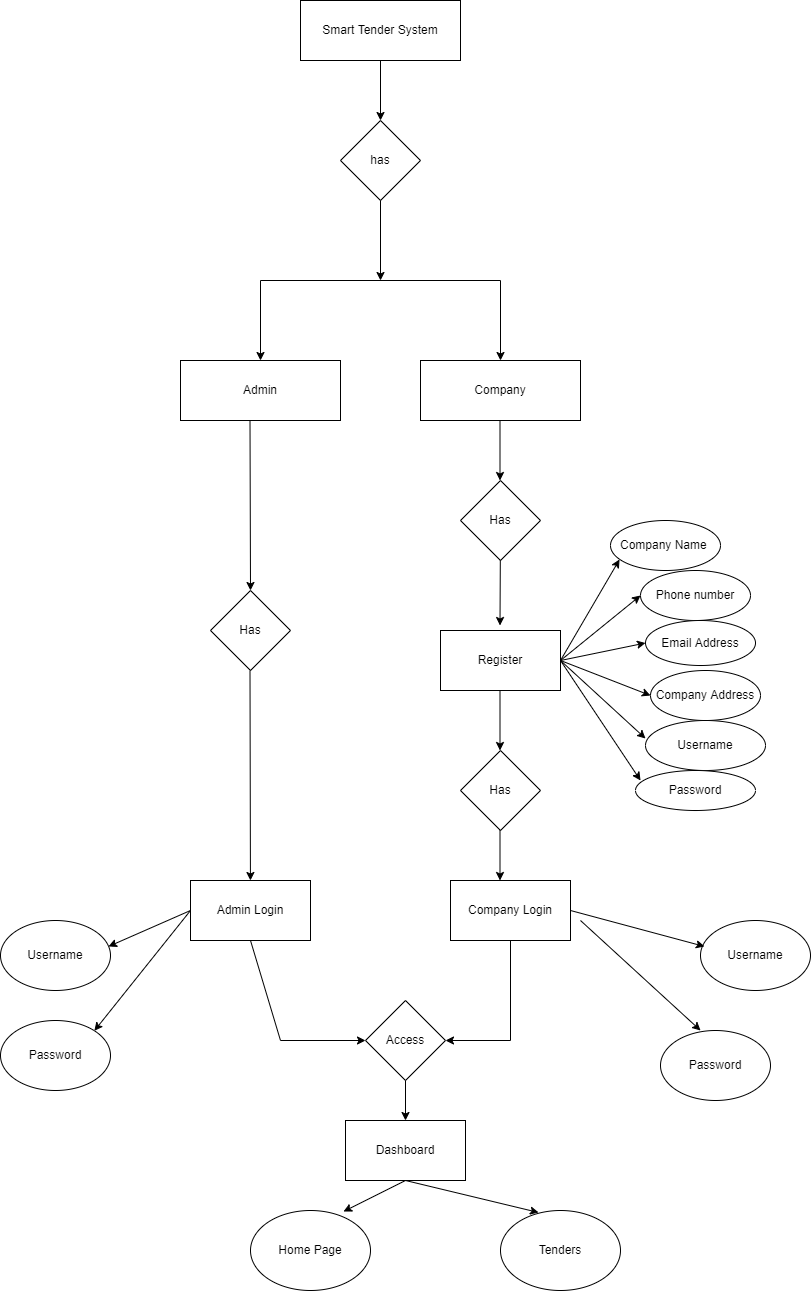 Smart Tender System
has
Admin
Company
Has
Company Name
Phone number
Has
Email Address
Register
Company Address
Username
Has
Password
Admin Login
Company Login
Username
Username
Access
Password
Password
Dashboard
Home Page
Tenders